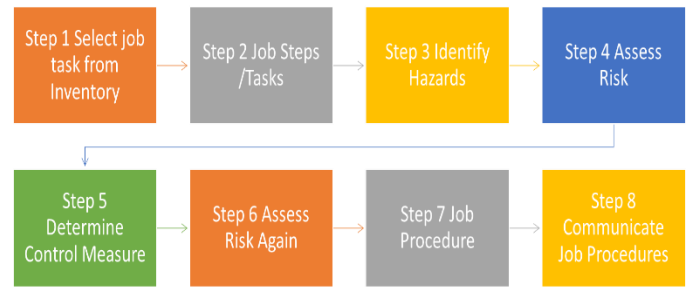 Step 1 Select job
task from
Inventory
Step 2 Job Steps
/Tasks
Step 3 Identify
Hazards
Step 4 Assess
Risk
Step 5
Determine
Control Measure
Step 6 Assess
Risk Again
Step 7 Job
Procedure
Step 8
Communicate
Job Procedures